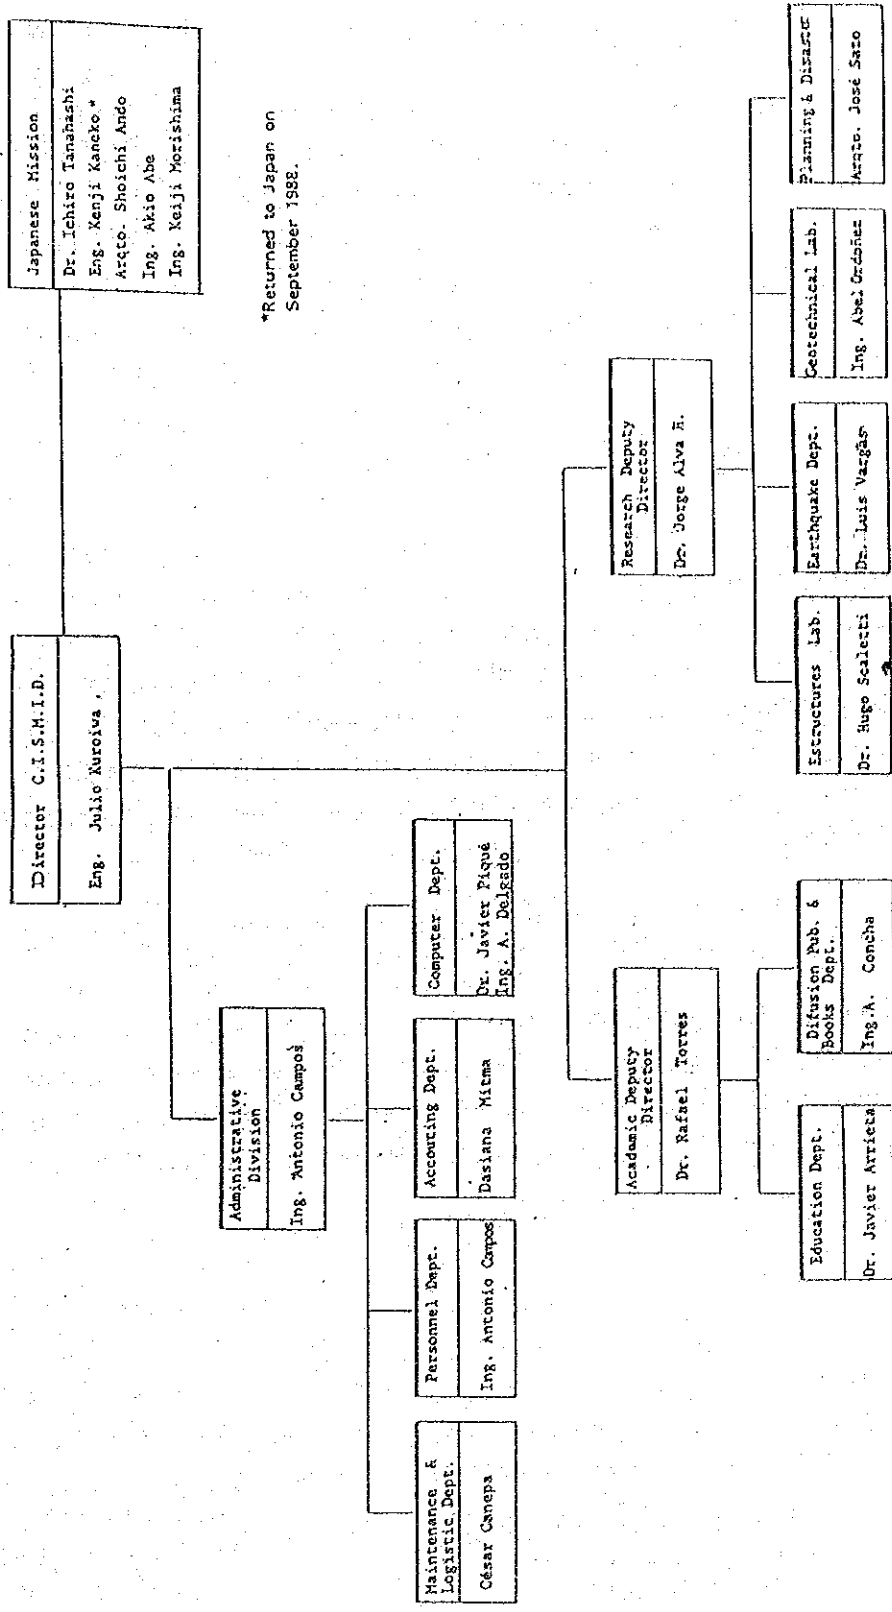 Director C.I.S.M.I.D.
Eng. Julio Kuroiwa
Japanese Mission
Dr. Ichiro Tanahashi
Eng. Kenji Kaneko *
Arqto. Shoichi Ando
Ing. Akio Abe
Ing. Keiji Morishima
*Returned to Japan on
September 1988.
Administrative
Division
Ing. Antonio Campos
Maintenance &
Logistic Dept.
César Canepa
Personnel Dept.
Ing. Antonio Campos
Accouting Dept.
Dasiana Mitma
Computer Dept.
Dr. Javier Piqué
Ing. A. Delgado
Academic Deputy
Director
Dr. Rafael Torres
Research Deputy
Director
Dr. Jorge Alva H.
Education Dept.
Dr. Javier Arrieta
Difusion Pub. &
Books Dept.
Ing. A. Concha
Estructures Lab.
Dr. Hugo Scaletti
Earthquake Dept.
Dr. Luis Vargas
Geotechnical Lab.
Ing. Abel Ordoñez
Planning & Disaster
Arqto. José Sato